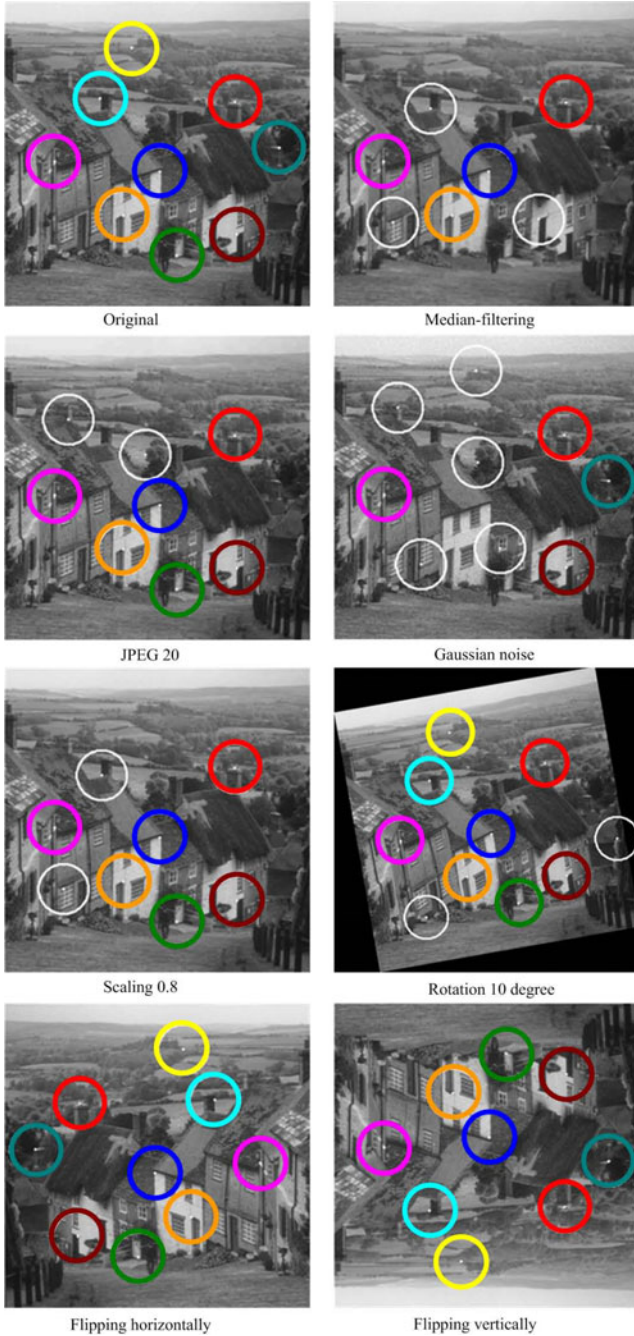 Original
Median-filtering
JPEG 20
Gaussian noise
Scaling 0.8
Rotation 10 degree
Flipping horizontally
Flipping vertically